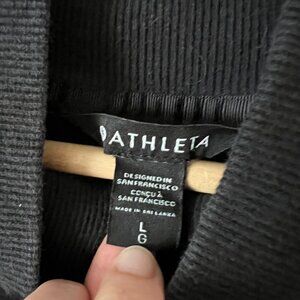 ATHLETA
DESIGNED IN
SAN FRANCISCO
CONÇU À
SAN FRANCISCO
MADE IN SRI LANKA
L
G